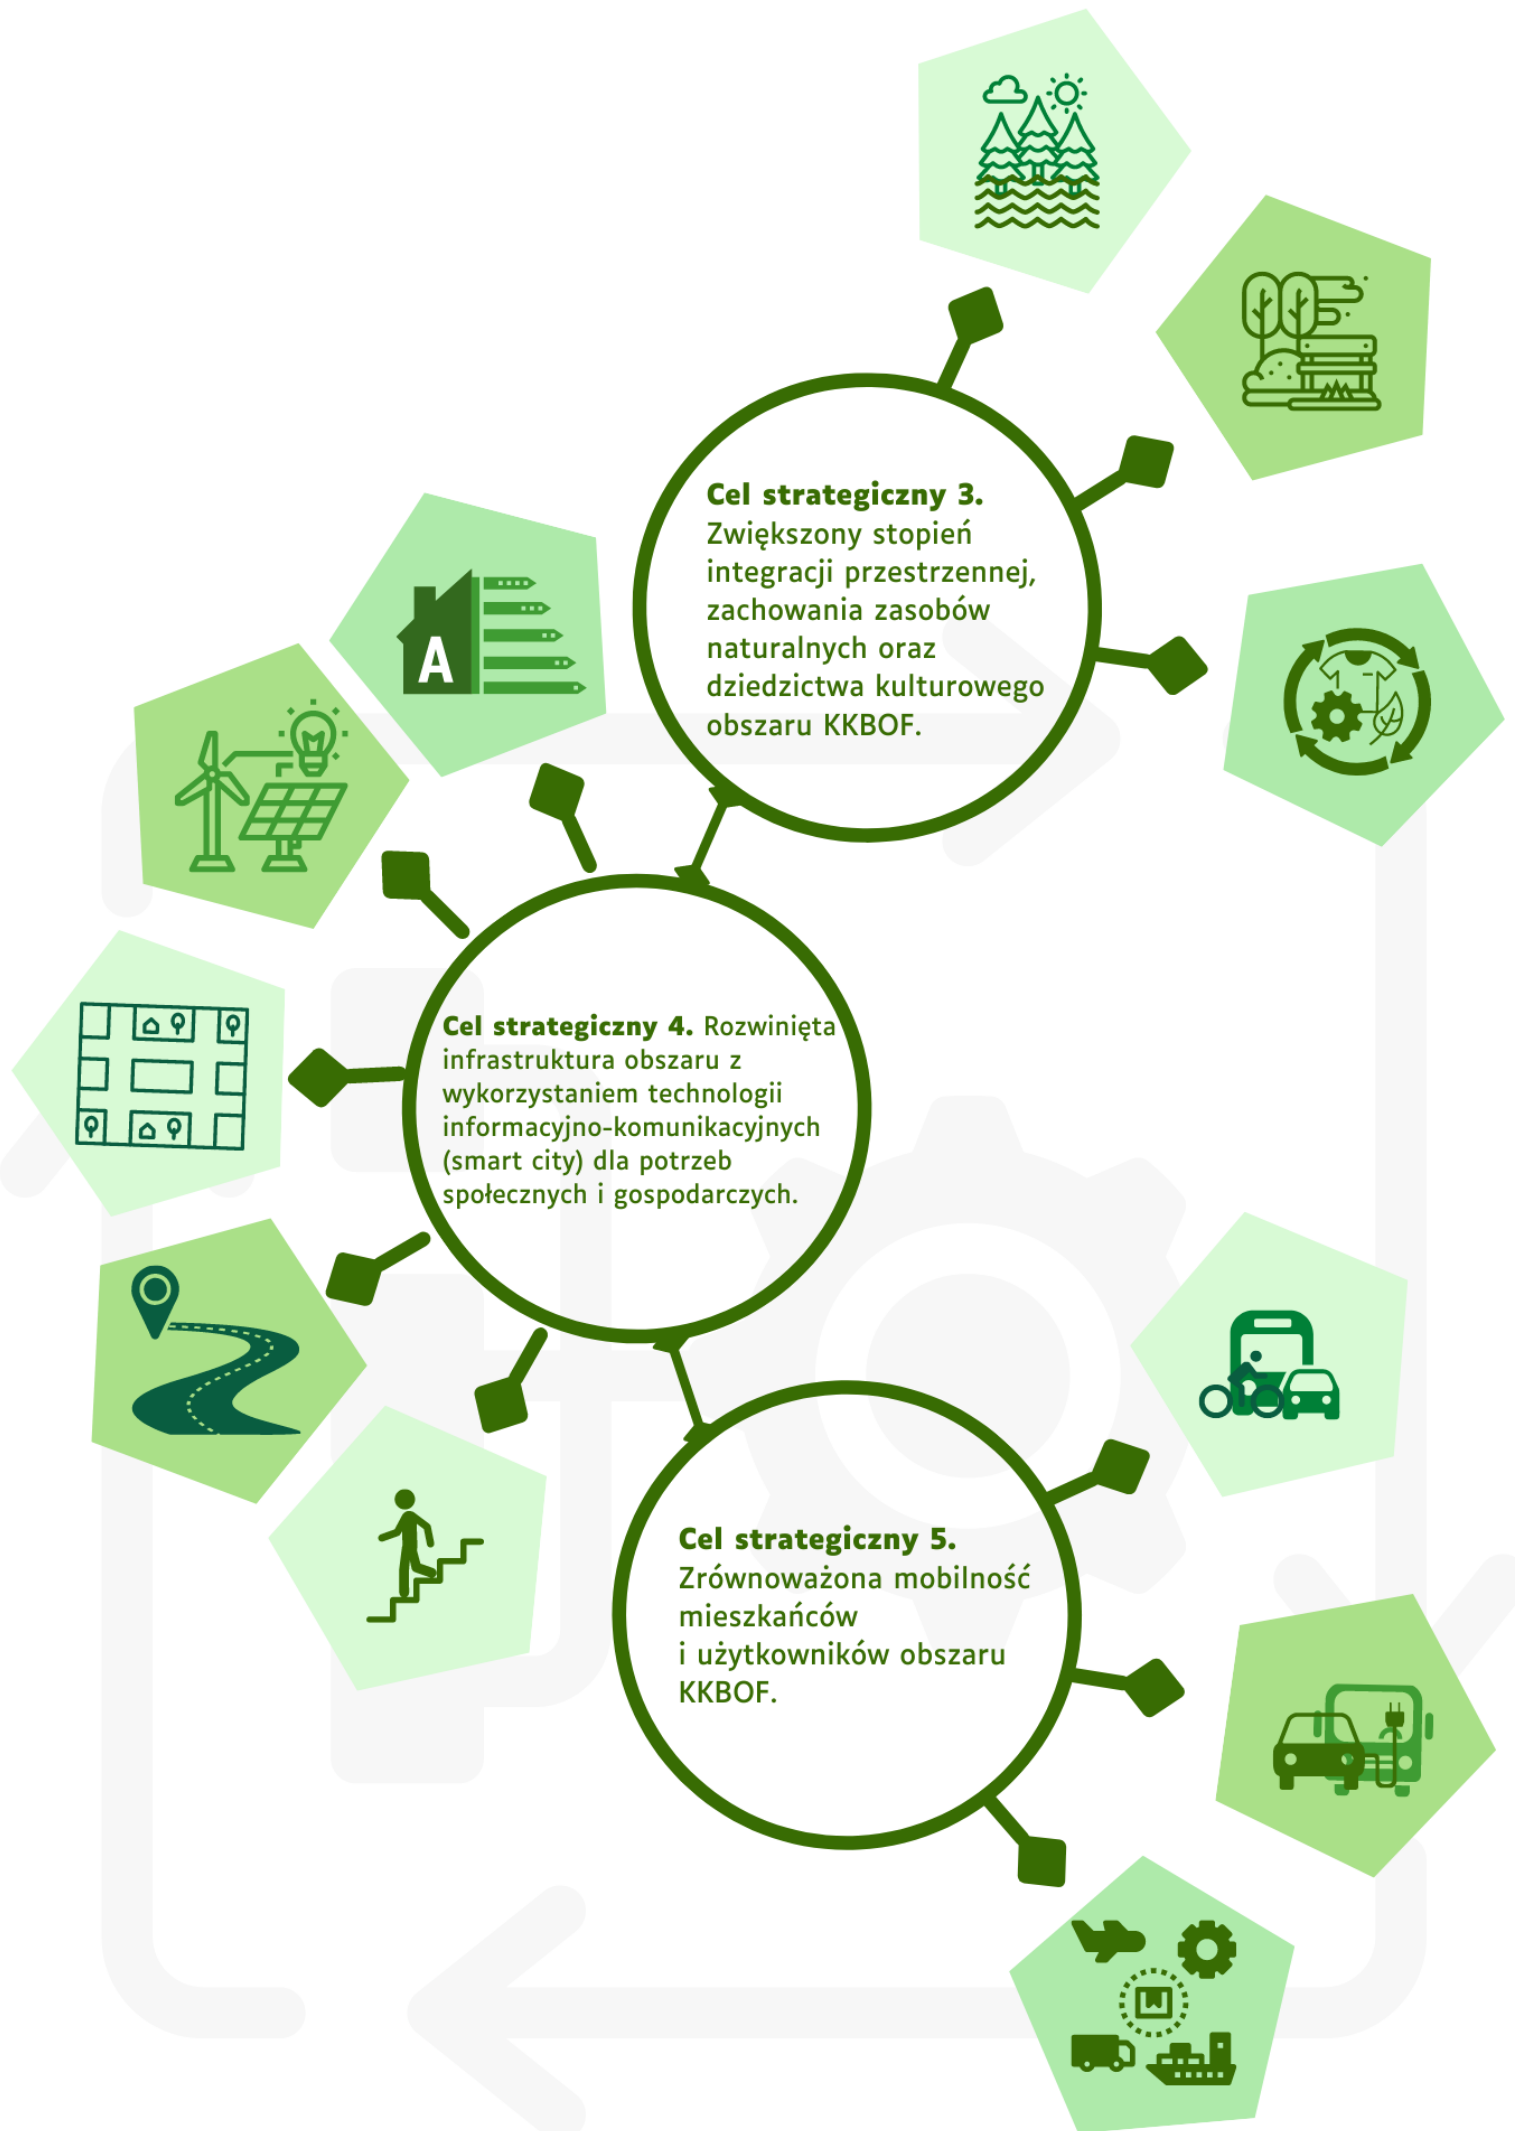 Cel strategiczny 3.
Zwiększony stopień
integracji przestrzennej,
zachowania zasobów
naturalnych oraz
dziedzictwa kulturowego
obszaru KKBOF.
A
Cel strategiczny 4. Rozwinięta
infrastruktura obszaru z
wykorzystaniem technologii
informacyjno-komunikacyjnych
(smart city) dla potrzeb
społecznych i gospodarczych.
Cel strategiczny 5.
Zrównoważona mobilność
mieszkańców
i użytkowników obszaru
KKBOF.